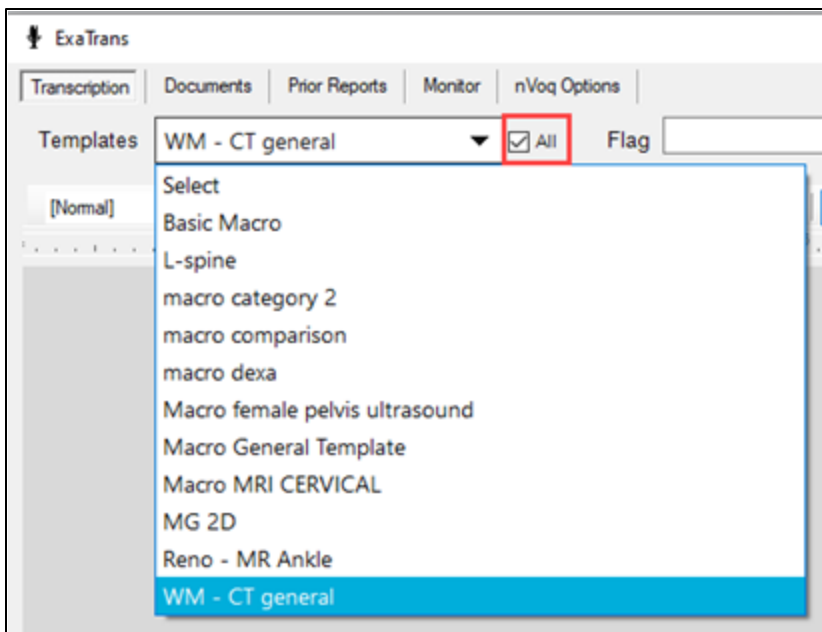 ExaTrans
Transcription Documents Prior Reports Monitor nVoq Options
Templates WM - CT general All Flag
[Normal]
Select
Basic Macro
L-spine
macro category 2
macro comparison
macro dexa
Macro female pelvis ultrasound
Macro General Template
Macro MRI CERVICAL
MG 2D
Reno - MR Ankle
WM - CT general